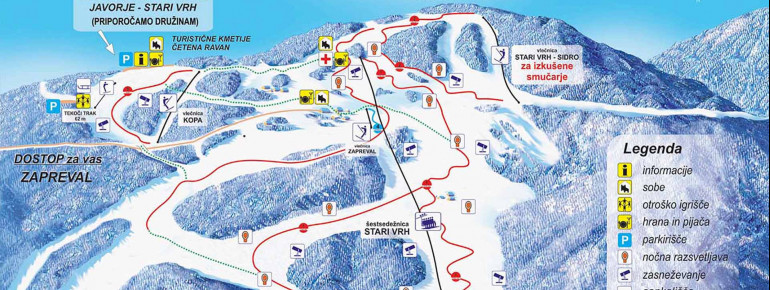 JAVORJE - STARI VRH
(PRIPOROČAMO DRUŽINAM)
TURISTIČNE KMETIJE
ČETENA RAVAN
P
i
vlečnica
STARI VRH - SIDRO
za izkušene
smučarje
P
TEKOČI TRAK
62 m
vlečnica
KOPA
vlečnica
ZAPREVAL
DOSTOP za vas
ZAPREVAL
šestsedežnica
STARI VRH
Legenda
i informacije
sobe
otroško igrišče
hrana in pijača
P parkirišče
nočna razsvetljava
zasneževanje